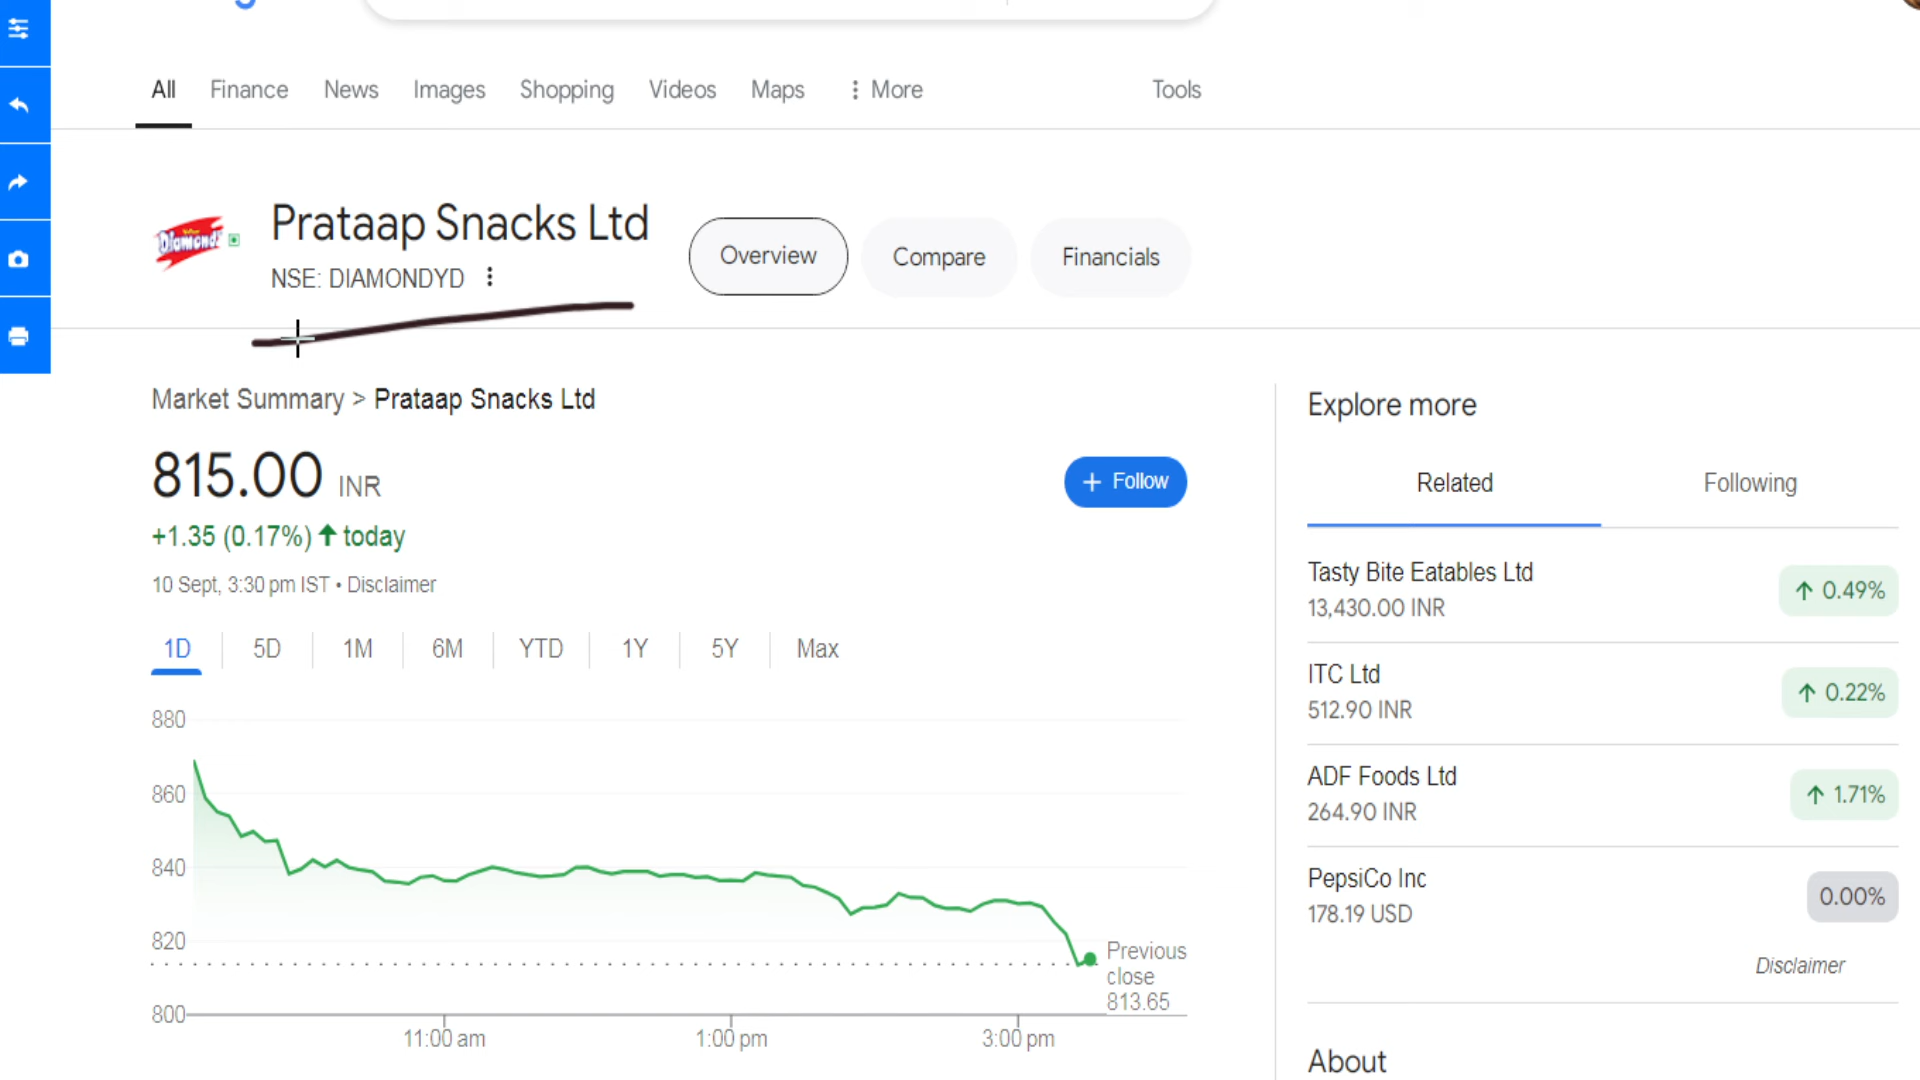 All Finance News Images Shopping Videos Maps More Tools
Diamond
Prataap Snacks Ltd
NSE: DIAMONDYD
Overview Compare Financials
Market Summary > Prataap Snacks Ltd
815.00 INR
+ Follow
+1.35 (0.17%) ↑ today
10 Sept, 3:30 pm IST • Disclaimer
1D 5D 1M 6M YTD 1Y 5Y Max
880
860
840
820
800
11:00 am 1:00 pm 3:00 pm
Previous
close
813.65
Explore more
Related Following
Tasty Bite Eatables Ltd
13,430.00 INR
↑ 0.49%
ITC Ltd
512.90 INR
↑ 0.22%
ADF Foods Ltd
264.90 INR
↑ 1.71%
PepsiCo Inc
178.19 USD
0.00%
Disclaimer
About